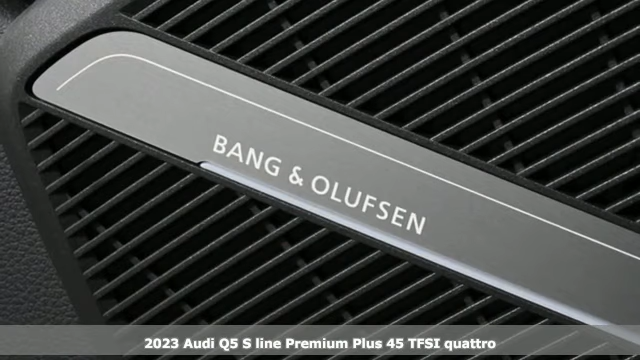 BANG & OLUFSEN
2023 Audi Q5 S line Premium Plus 45 TFSI quattro